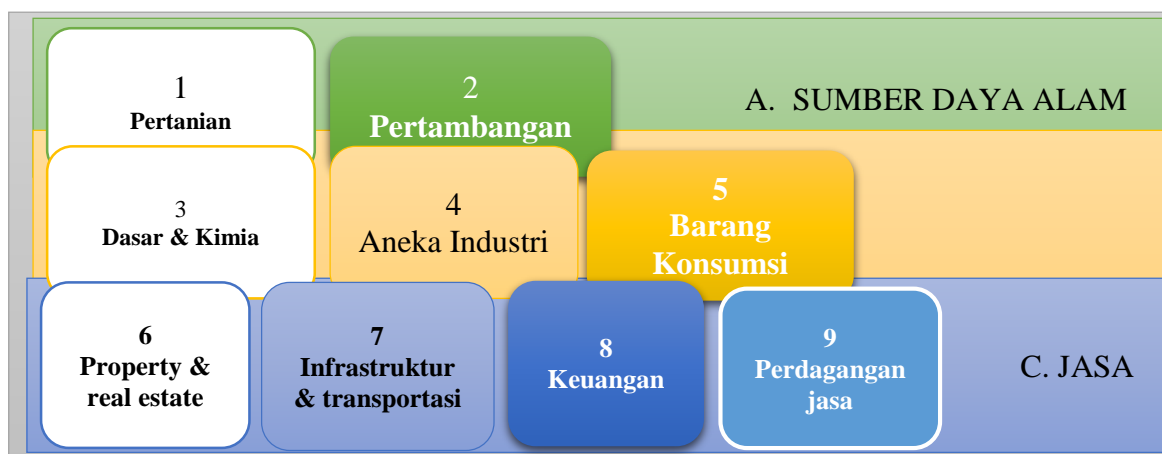 1
Pertanian
2
Pertambangan
A. SUMBER DAYA ALAM
3
Dasar & Kimia
4
Aneka Industri
5
Barang
Konsumsi
6
Property &
real estate
7
Infrastruktur
& transportasi
8
Keuangan
9
Perdagangan
jasa
C. JASA